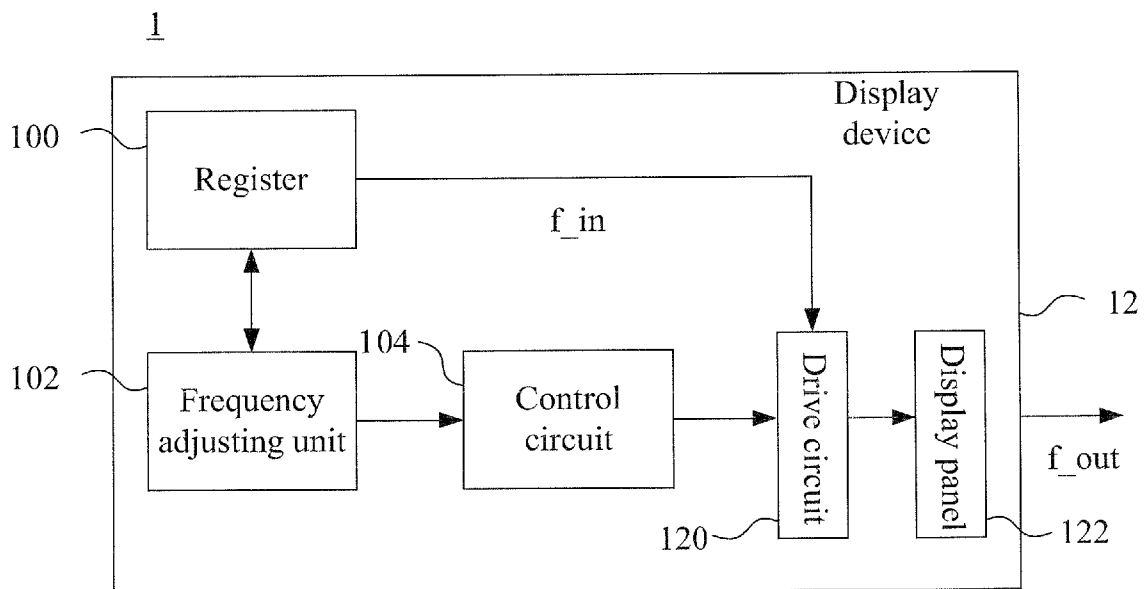 1
Display
device
100
Register
f_in
12
102
Frequency
adjusting unit
104
Control
circuit
Drive circuit
120
Display panel
122
f_out